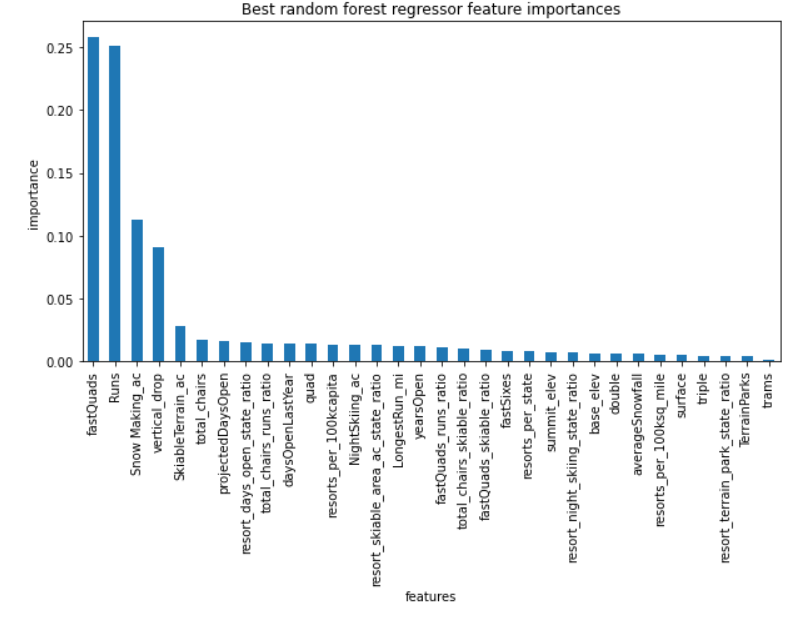 Best random forest regressor feature importances
importance
0.25
0.20
0.15
0.10
0.05
0.00
fastQuads
Runs
Snow Making_ac
vertical_drop
SkiableTerrain_ac
total_chairs
projectedDaysOpen
resort_days_open_state_ratio
total_chairs_runs_ratio
daysOpenLastYear
quad
resorts_per_100kcapita
NightSkiing_ac
resort_skiable_area_ac_state_ratio
LongestRun_mi
yearsOpen
fastQuads_runs_ratio
total_chairs_skiable_ratio
fastQuads_skiable_ratio
fastSixes
resorts_per_state
summit_elev
resort_night_skiing_state_ratio
base_elev
double
averageSnowfall
resorts_per_100ksq_mile
surface
triple
resort_terrain_park_state_ratio
TerrainParks
trams
features